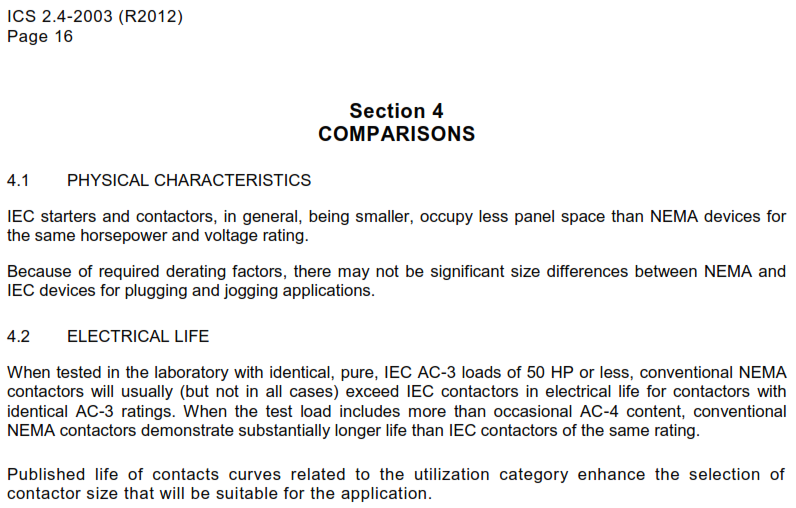 ICS 2.4-2003 (R2012)
Page 16
Section 4
COMPARISONS
4.1 PHYSICAL CHARACTERISTICS
IEC starters and contactors, in general, being smaller, occupy less panel space than NEMA devices for
the same horsepower and voltage rating.
Because of required derating factors, there may not be significant size differences between NEMA and
IEC devices for plugging and jogging applications.
4.2 ELECTRICAL LIFE
When tested in the laboratory with identical, pure, IEC AC-3 loads of 50 HP or less, conventional NEMA
contactors will usually (but not in all cases) exceed IEC contactors in electrical life for contactors with
identical AC-3 ratings. When the test load includes more than occasional AC-4 content, conventional
NEMA contactors demonstrate substantially longer life than IEC contactors of the same rating.
Published life of contacts curves related to the utilization category enhance the selection of
contactor size that will be suitable for the application.